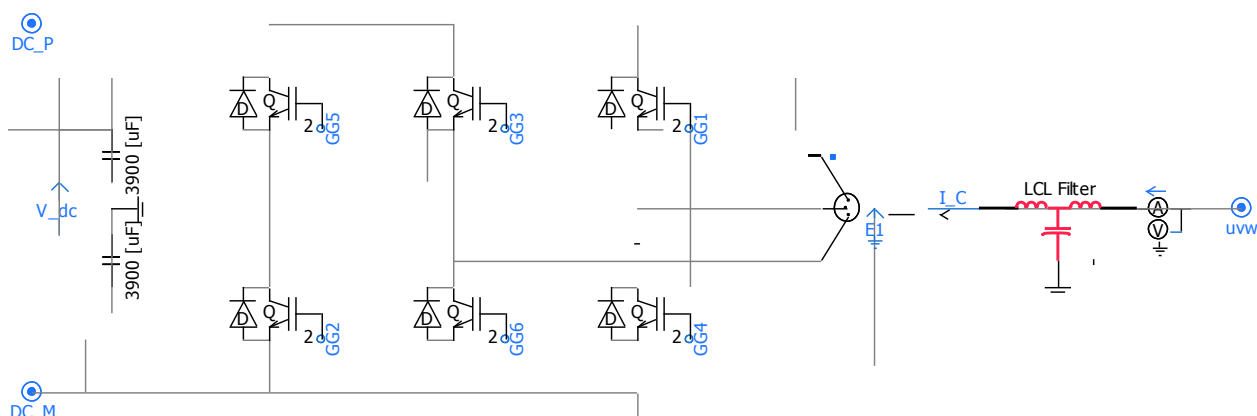 DC_P
D
Q
2
GG5
D
Q
2
GG3
D
Q
2
GG1
3900 [uF]
V_dc
3900 [uF]
I_C
LCL Filter
A
V
uvw
E1
D
Q
2
GG2
D
Q
2
GG6
D
Q
2
GG4
DC_M